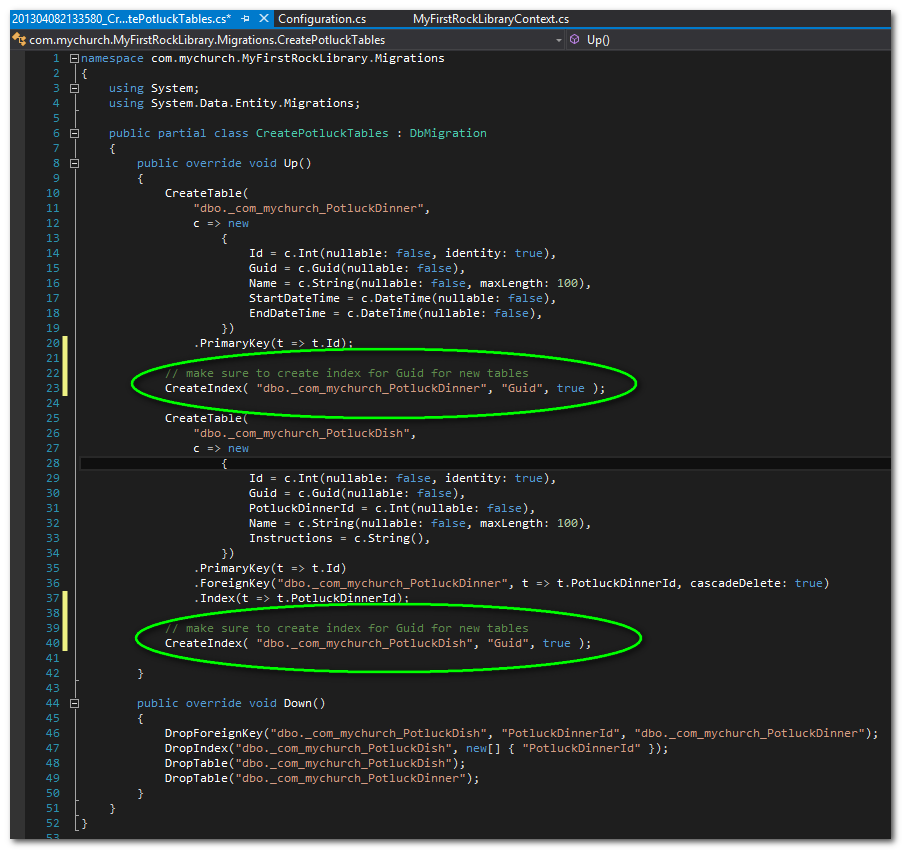 201304082133580_Cr...tePotluckTables.cs* Configuration.cs MyFirstRockLibraryContext.cs
com.mychurch.MyFirstRockLibrary.Migrations.CreatePotluckTables Up()
1 namespace com.mychurch.MyFirstRockLibrary.Migrations
2 {
3 using System;
4 using System.Data.Entity.Migrations;
5
6 public partial class CreatePotluckTables : DbMigration
7 {
8 public override void Up()
9 {
10 CreateTable(
11 "dbo._com_mychurch_PotluckDinner",
12 c => new
13 {
14 Id = c.Int(nullable: false, identity: true),
15 Guid = c.Guid(nullable: false),
16 Name = c.String(nullable: false, maxLength: 100),
17 StartDateTime = c.DateTime(nullable: false),
18 EndDateTime = c.DateTime(nullable: false),
19 })
20 .PrimaryKey(t => t.Id);
21
22 // make sure to create index for Guid for new tables
23 CreateIndex( "dbo._com_mychurch_PotluckDinner", "Guid", true );
24
25 CreateTable(
26 "dbo._com_mychurch_PotluckDish",
27 c => new
28 {
29 Id = c.Int(nullable: false, identity: true),
30 Guid = c.Guid(nullable: false),
31 PotluckDinnerId = c.Int(nullable: false),
32 Name = c.String(nullable: false, maxLength: 100),
33 Instructions = c.String(),
34 })
35 .PrimaryKey(t => t.Id)
36 .ForeignKey("dbo._com_mychurch_PotluckDinner", t => t.PotluckDinnerId, cascadeDelete: true)
37 .Index(t => t.PotluckDinnerId);
38
39 // make sure to create index for Guid for new tables
40 CreateIndex( "dbo._com_mychurch_PotluckDish", "Guid", true );
41
42 }
43
44 public override void Down()
45 {
46 DropForeignKey("dbo._com_mychurch_PotluckDish", "PotluckDinnerId", "dbo._com_mychurch_PotluckDinner");
47 DropIndex("dbo._com_mychurch_PotluckDish", new[] { "PotluckDinnerId" });
48 DropTable("dbo._com_mychurch_PotluckDish");
49 DropTable("dbo._com_mychurch_PotluckDinner");
50 }
51 }
52 }
53